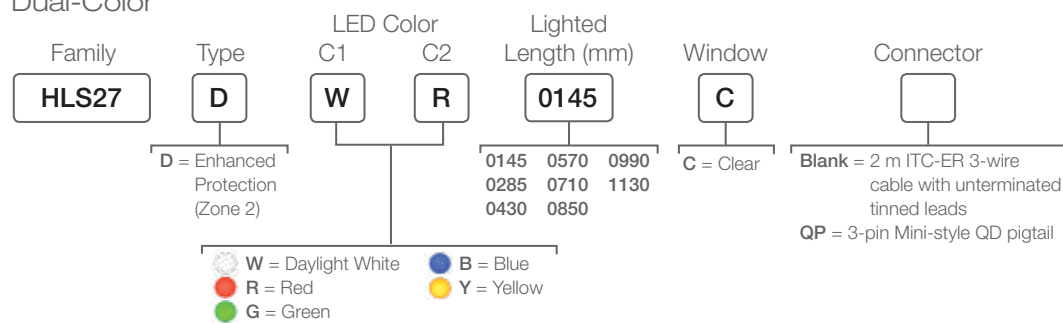 Dual-Color
LED Color
Lighted
Family Type C1 C2 Length (mm) Window Connector
HLS27 D W R 0145 C
D = Enhanced
Protection
(Zone 2)
0145 0570 0990
0285 0710 1130
0430 0850
C = Clear
Blank = 2 m ITC-ER 3-wire
cable with unterminated
tinned leads
QP = 3-pin Mini-style QD pigtail
W = Daylight White B = Blue
R = Red Y = Yellow
G = Green